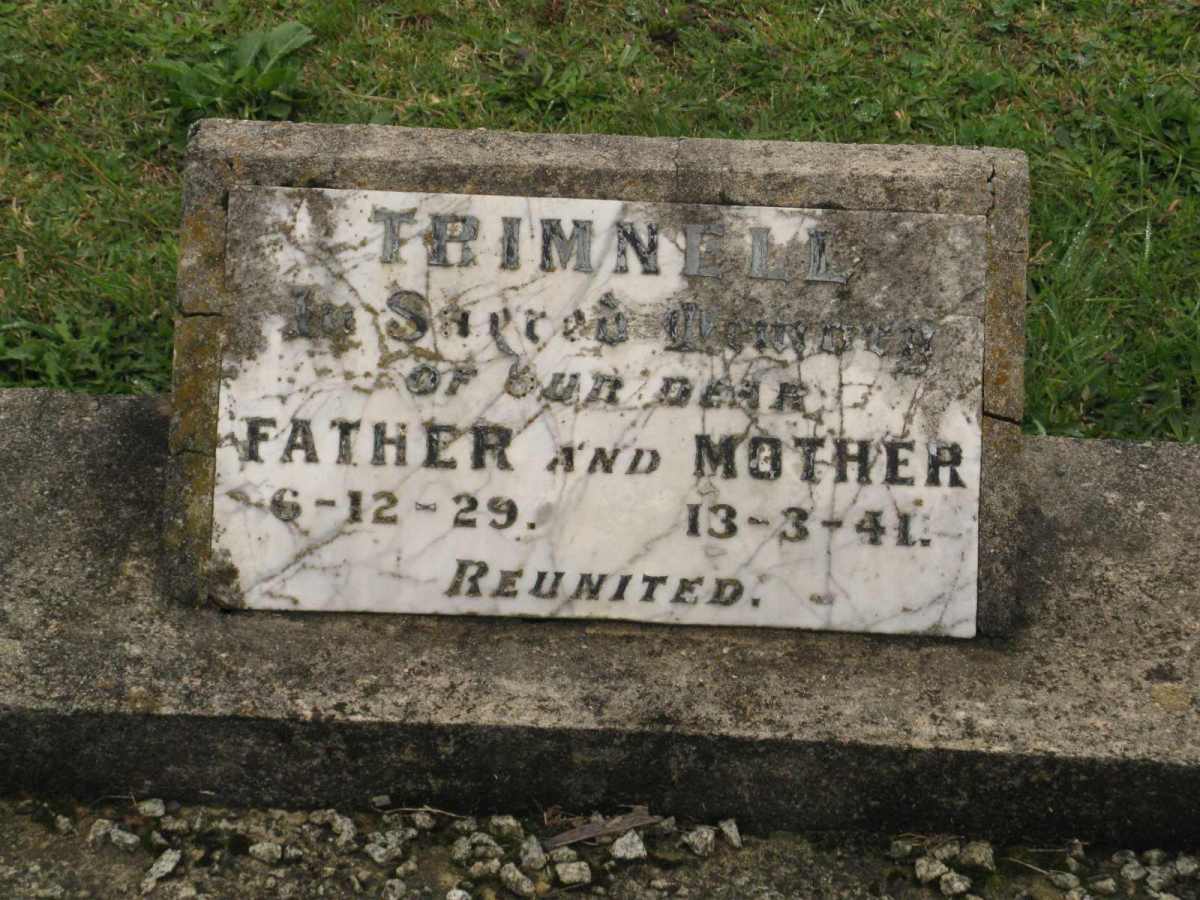 TRIMNELL
In Sacred Memory
OF OUR DEAR
FATHER AND MOTHER
6-12-29. 13-3-41.
REUNITED.